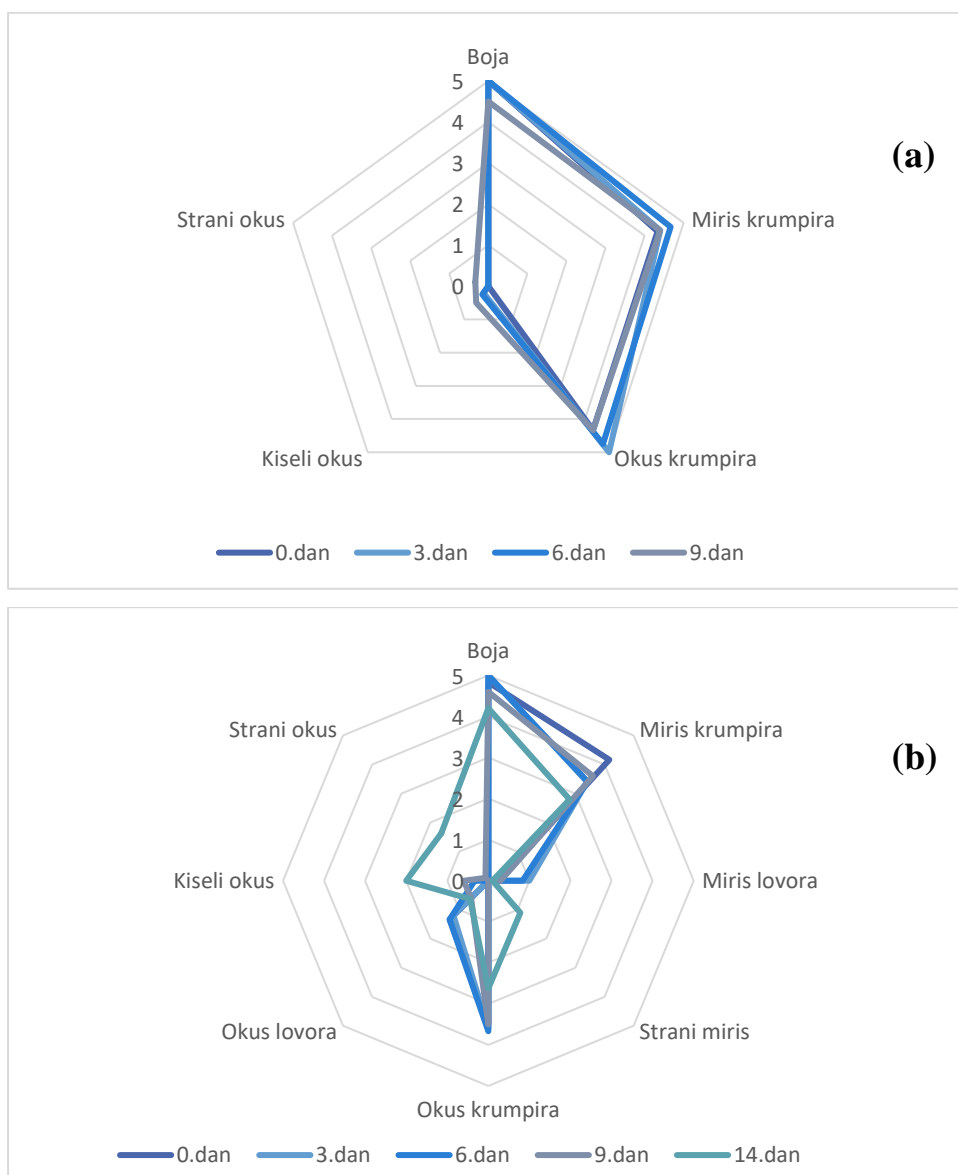 Boja
5
4
(a)
3
Strani okus
Miris krumpira
2
1
0
Kiseli okus
Okus krumpira
0.dan 3.dan 6.dan 9.dan
Boja
5
Strani okus
Miris krumpira
4
(b)
3
2
1
Kiseli okus
0
Miris lovora
Okus lovora
Strani miris
Okus krumpira
0.dan 3.dan 6.dan 9.dan 14.dan